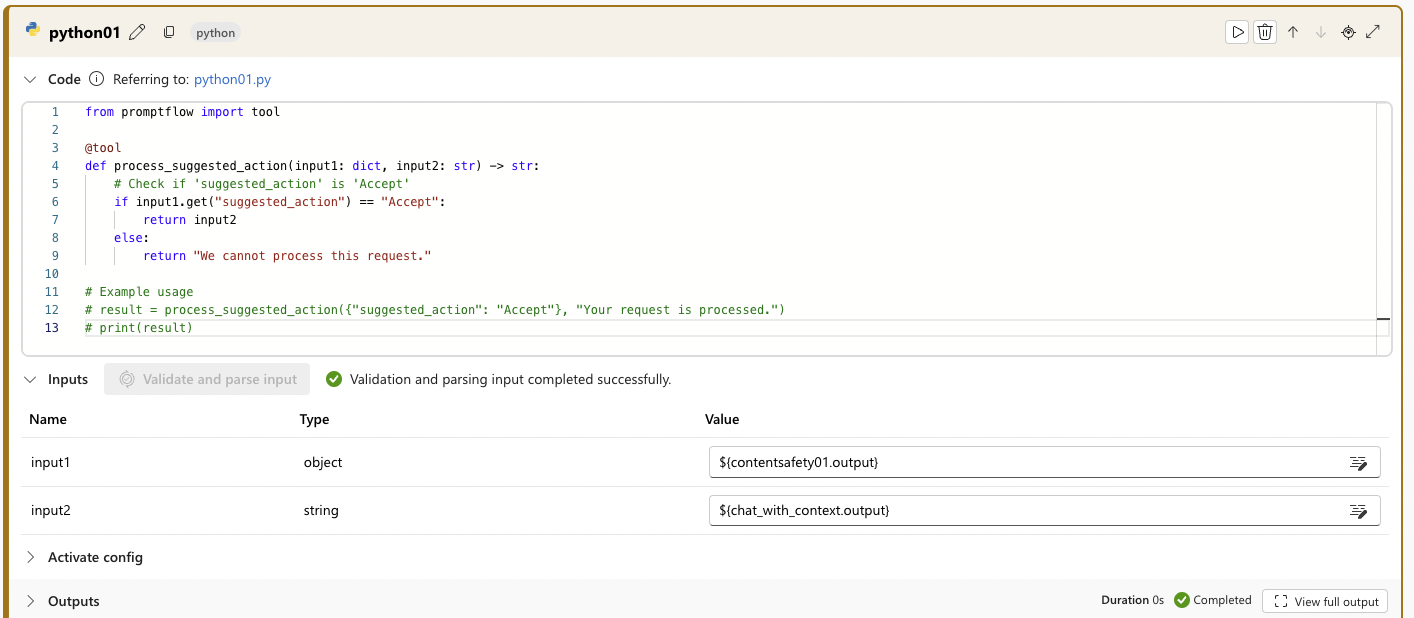 python01 python
Code Referring to: python01.py
1 from promptflow import tool
2
3 @tool
4 def process_suggested_action(input1: dict, input2: str) -> str:
5     # Check if 'suggested_action' is 'Accept'
6     if input1.get("suggested_action") == "Accept":
7         return input2
8     else:
9         return "We cannot process this request."
10
11 # Example usage
12 # result = process_suggested_action({"suggested_action": "Accept"}, "Your request is processed.")
13 # print(result)
Inputs Validate and parse input Validation and parsing input completed successfully.
Name Type Value
input1 object ${contentsafety01.output}
input2 string ${chat_with_context.output}
Activate config
Outputs Duration 0s Completed View full output